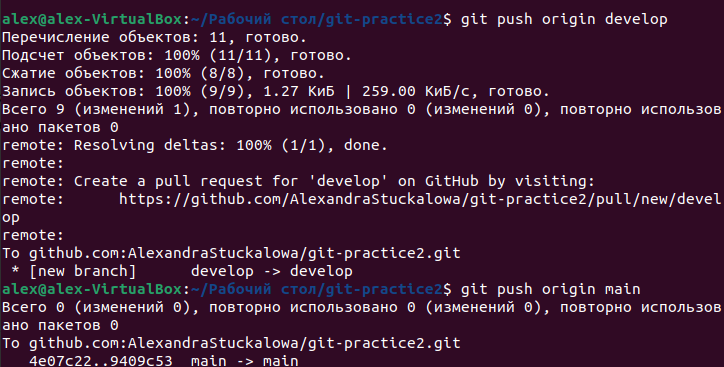 alex@alex-VirtualBox:~/Рабочий стол/git-practice2$ git push origin develop
Перечисление объектов: 11, готово.
Подсчет объектов: 100% (11/11), готово.
Сжатие объектов: 100% (8/8), готово.
Запись объектов: 100% (9/9), 1.27 КиБ | 259.00 КиБ/с, готово.
Всего 9 (изменений 1), повторно использовано 0 (изменений 0), повторно использов
ано пакетов 0
remote: Resolving deltas: 100% (1/1), done.
remote:
remote: Create a pull request for 'develop' on GitHub by visiting:
remote:      https://github.com/AlexandraStuckalowa/git-practice2/pull/new/devel
op
remote:
To github.com:AlexandraStuckalowa/git-practice2.git
 * [new branch]      develop -> develop
alex@alex-VirtualBox:~/Рабочий стол/git-practice2$ git push origin main
Всего 0 (изменений 0), повторно использовано 0 (изменений 0), повторно использов
ано пакетов 0
To github.com:AlexandraStuckalowa/git-practice2.git
   4e07c22..9409c53  main -> main